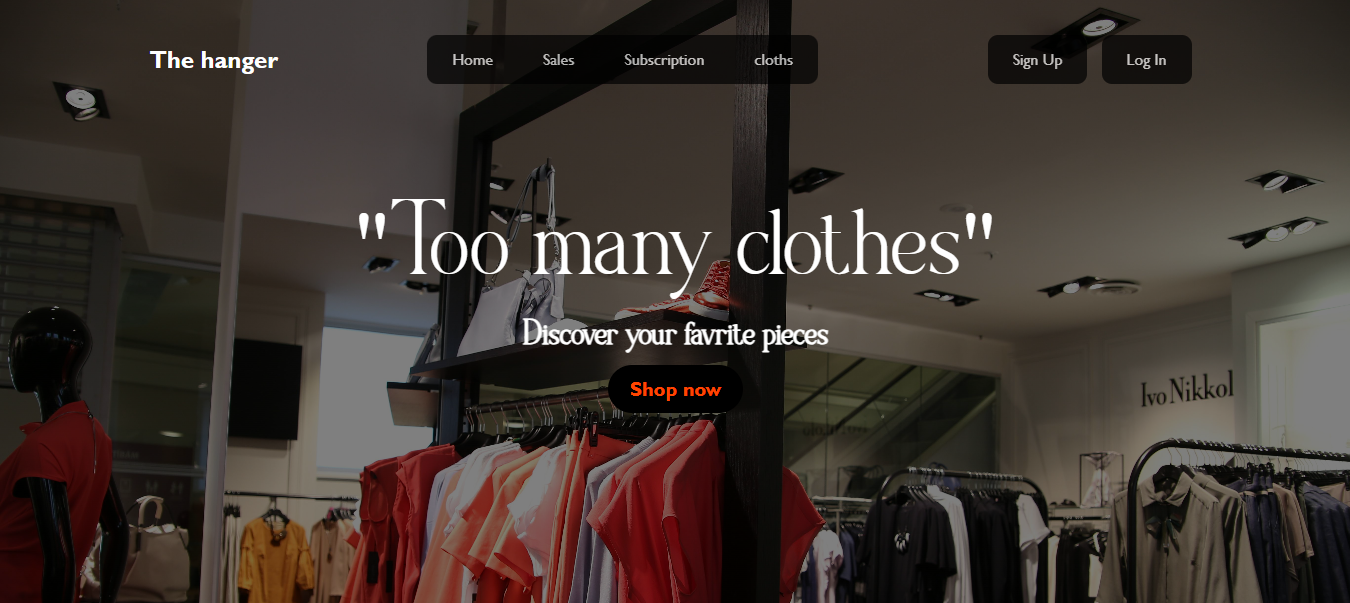 The hanger
Home Sales Subscription cloths
Sign Up Log In
"Too many clothes"
Discover your favrite pieces
Shop now
Ivo Nikkol